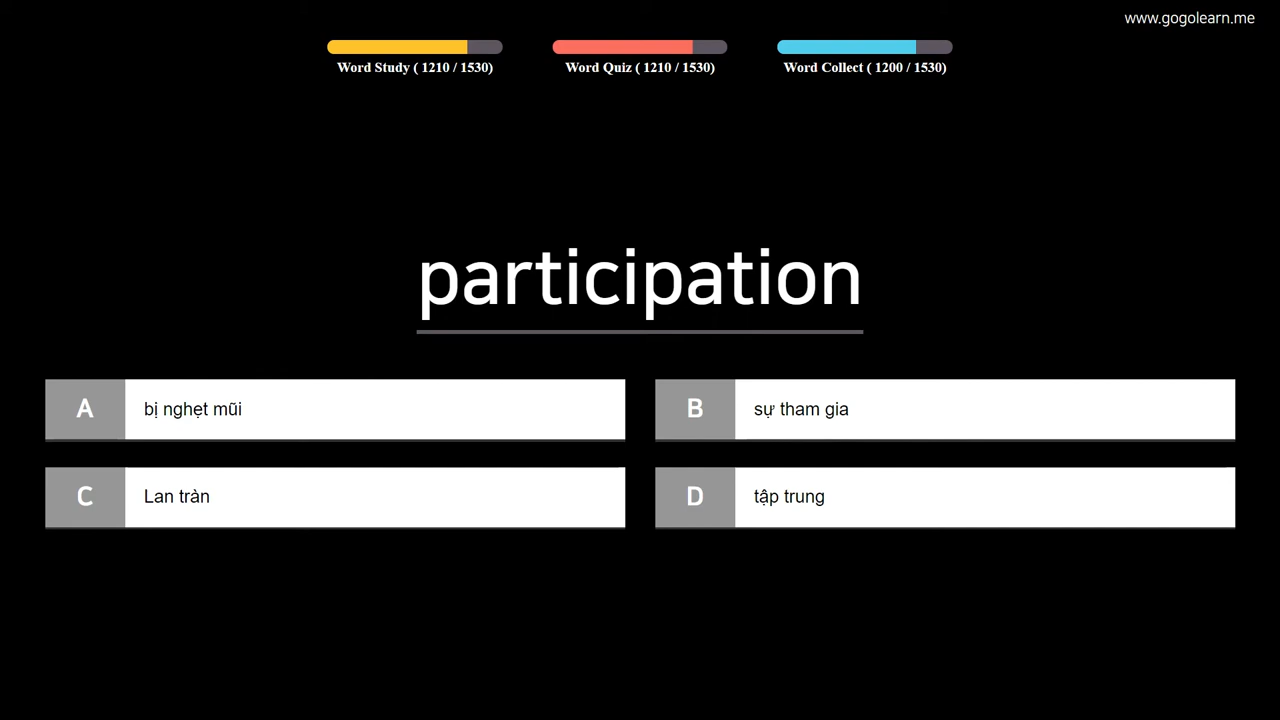 www.gogolearn.me
Word Study ( 1210 / 1530)
Word Quiz ( 1210 / 1530)
Word Collect ( 1200 / 1530)
participation
A bị nghẹt mũi
B sự tham gia
C Lan tràn
D tập trung